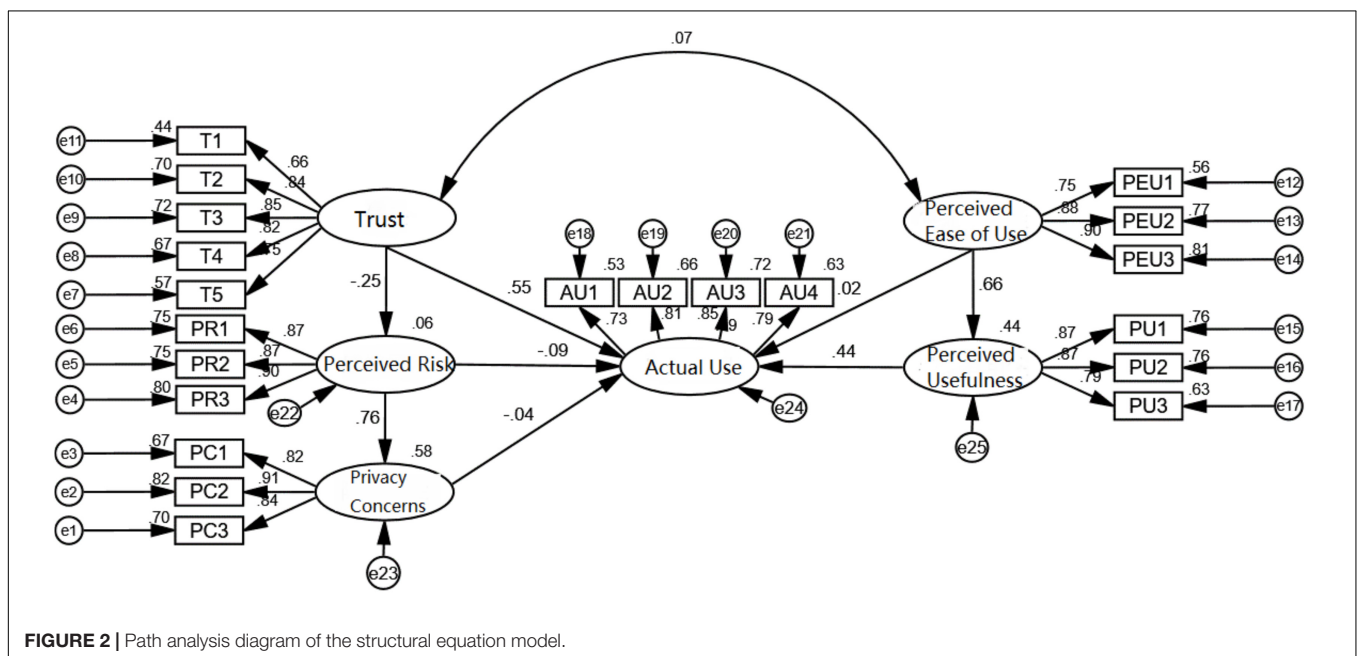 .07
e11 .44 T1 .66
e10 .70 T2 .84
e9 .72 T3 .85
e8 .67 T4 .82
e7 .57 T5 .75
Trust
e6 .75 PR1 .87
e5 .75 PR2 .87
e4 .80 PR3 .90
-.25
.06
Perceived Risk
e22
.76
e3 .67 PC1 .82
e2 .82 PC2 .91
e1 .70 PC3 .84
.58
Privacy
Concerns
e23
.55
-.09
-.04
e18 e19 e20 e21
.53 .66 .72 .63
AU1 AU2 AU3 AU4
.73 .81 .85 .79
9
Actual Use
e24
.02
.44
Perceived
Ease of Use
.75 PEU1 .56 e12
.88 PEU2 .77 e13
.90 PEU3 .81 e14
.66
.44
Perceived
Usefulness
e25
.87 PU1 .76 e15
.87 PU2 .76 e16
.79 PU3 .63 e17
FIGURE 2 | Path analysis diagram of the structural equation model.